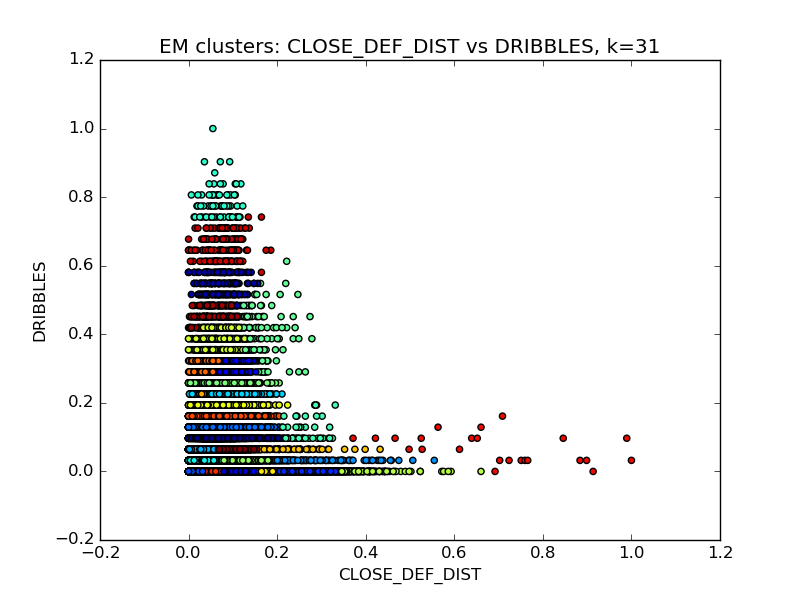 EM clusters: CLOSE_DEF_DIST vs DRIBBLES, k=31
1.2
1.0
0.8
0.6
0.4
0.2
0.0
−0.2
DRIBBLES
−0.2 0.0 0.2 0.4 0.6 0.8 1.0 1.2
CLOSE_DEF_DIST